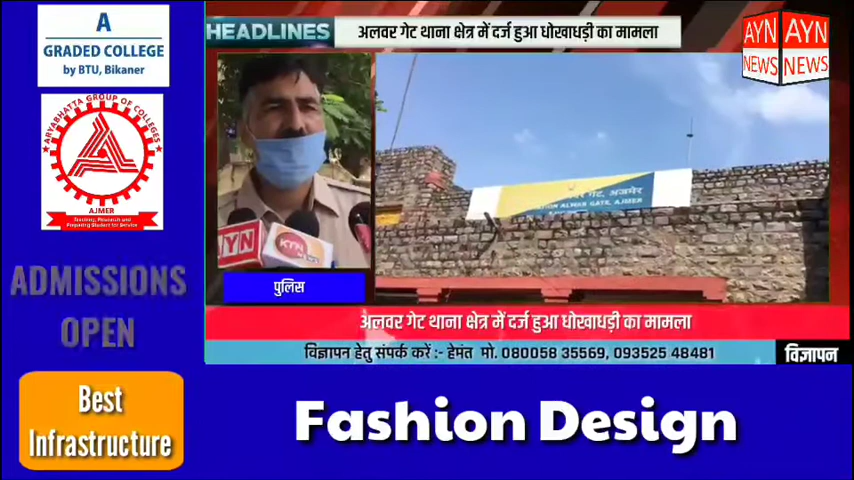 A
GRADED COLLEGE
by BTU, Bikaner
ARYABHATTA GROUP OF COLLEGES
AJMER
ADMISSIONS
OPEN
Best
Infrastructure
HEADLINES
अलवर गेट थाना क्षेत्र में दर्ज हुआ धोखाधड़ी का मामला
AYN
NEWS
AYN
NEWS
गेट, अजमेर
ALWAR GATE, AJMER
AYN
KTN
पुलिस
अलवर गेट थाना क्षेत्र में दर्ज हुआ धोखाधड़ी का मामला
विज्ञापन हेतु संपर्क करें :- हेमंत मो. 080058 35569, 093525 48481
विज्ञापन
Fashion Design